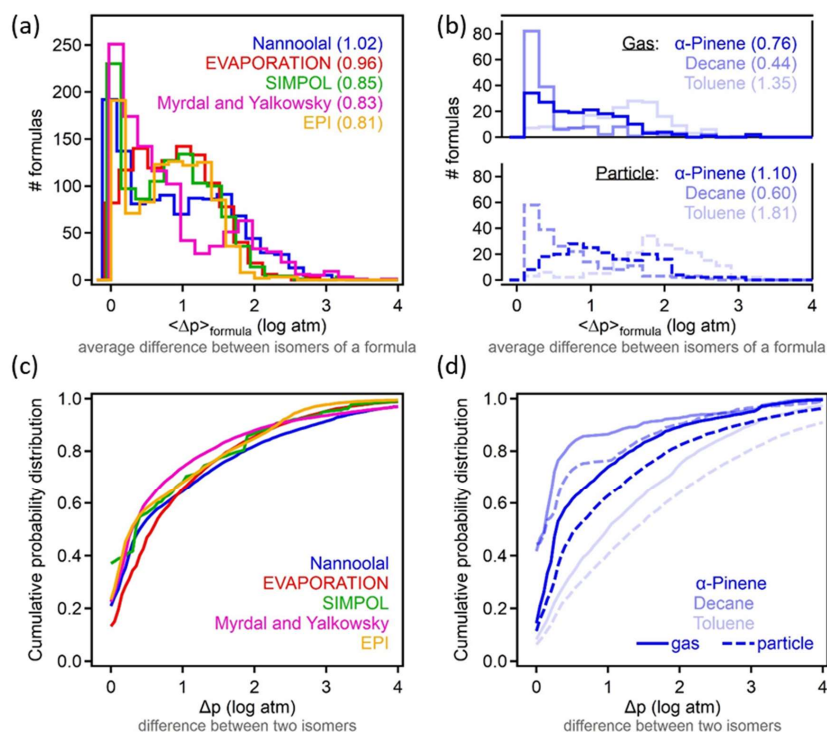 (a)
250
200
150
100
50
0
# formulas
Nannoolal (1.02)
EVAPORATION (0.96)
SIMPOL (0.85)
Myrdal and Yalkowsky (0.83)
EPI (0.81)
0 1 2 3 4
<Δp>formula (log atm)
average difference between isomers of a formula
(b)
80
60
40
20
0
# formulas
Gas: α-Pinene (0.76)
Decane (0.44)
Toluene (1.35)
80
60
40
20
0
Particle: α-Pinene (1.10)
Decane (0.60)
Toluene (1.81)
0 1 2 3 4
<Δp>formula (log atm)
average difference between isomers of a formula
(c)
1.0
0.8
0.6
0.4
0.2
0.0
Cumulative probability distribution
Nannoolal
EVAPORATION
SIMPOL
Myrdal and Yalkowsky
EPI
0 1 2 3 4
Δp (log atm)
difference between two isomers
(d)
1.0
0.8
0.6
0.4
0.2
0.0
Cumulative probability distribution
α-Pinene
Decane
Toluene
gas particle
0 1 2 3 4
Δp (log atm)
difference between two isomers